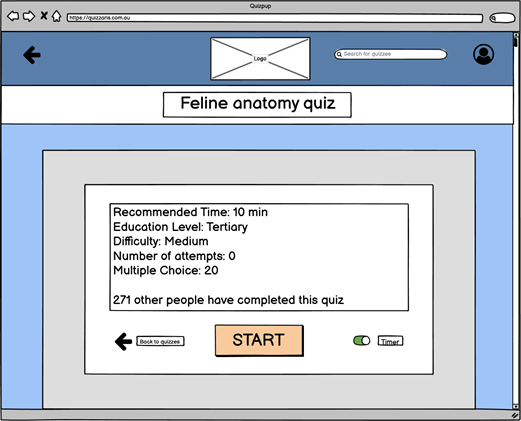 Quizpup
https://quizzons.com.au
Logo
Search for quizzes
Feline anatomy quiz
Recommended Time: 10 min
Education Level: Tertiary
Difficulty: Medium
Number of attempts: 0
Multiple Choice: 20
271 other people have completed this quiz
Back to quizzes
START
Timer